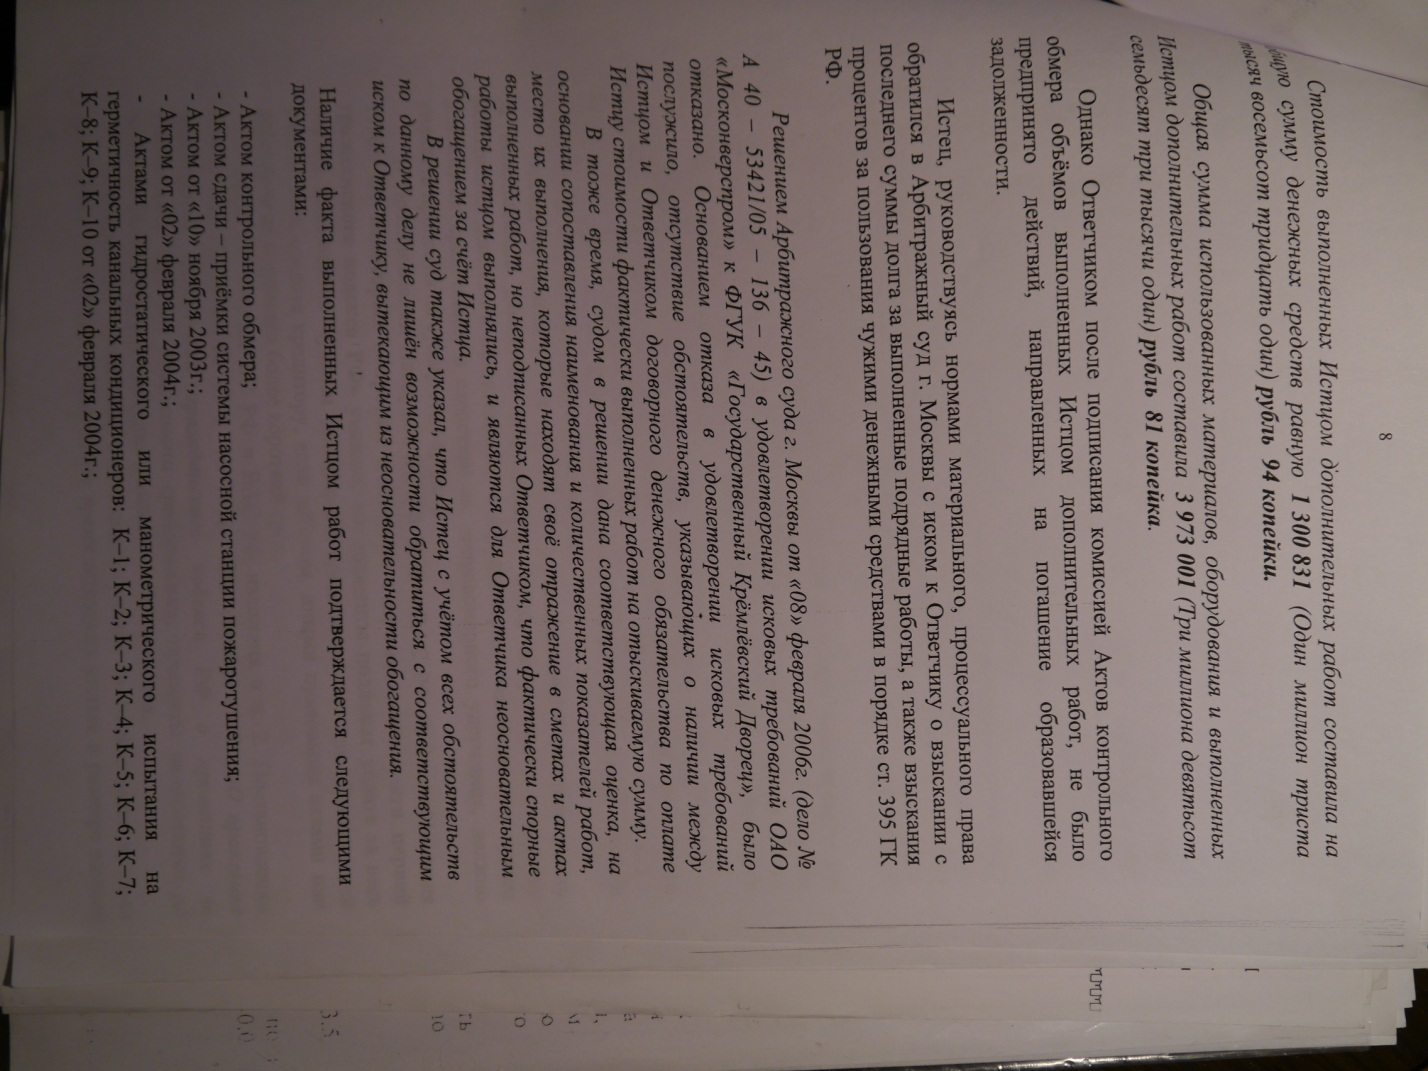 8
Стоимость выполненных Истцом дополнительных работ составила на
общую сумму денежных средств равную 1 300 831 (Один миллион триста
тысяч восемьсот тридцать один) рубль 94 копейки.
Общая сумма использованных материалов, оборудования и выполненных
Истцом дополнительных работ составила 3 973 001 (Три миллиона девятьсот
семьдесят три тысячи один) рубль 81 копейка.
Однако Ответчиком после подписания комиссией Актов контрольного
обмера объёмов выполненных Истцом дополнительных работ, не было
предпринято действий, направленных на погашение образовавшейся
задолженности.
Истец, руководствуясь нормами материального, процессуального права
обратился в Арбитражный суд г. Москвы с иском к Ответчику о взыскании с
последнего суммы долга за выполненные подрядные работы, а также взыскания
процентов за пользования чужими денежными средствами в порядке ст. 395 ГК
РФ.
Решением Арбитражного суда г. Москвы от «08» февраля 2006г. (дело №
А 40 – 53421/05 – 136 – 45) в удовлетворении исковых требований ОАО
«Москонверспром» к ФГУК «Государственный Крёмлёвский Дворец», было
отказано. Основанием отказа в удовлетворении исковых требований
послужило, отсутствие обстоятельств, указывающих о наличии между
Истцом и Ответчиком договорного денежного обязательства по оплате
Истцу стоимости фактически выполненных работ на отыскиваемую сумму.
В тоже время, судом в решении дана соответствующая оценка, на
основании сопоставления наименования и количественных показателей работ,
место их выполнения, которые находят своё отражение в сметах и актах
выполненных работ, но неподписанных Ответчиком, что фактически спорные
работы истцом выполнялись, и являются для Ответчика неосновательным
обогащением за счёт Истца.
В решении суд также указал, что Истец с учётом всех обстоятельств
по данному делу не лишён возможности обратиться с соответствующим
иском к Ответчику, вытекающим из неосновательности обогащения.
Наличие факта выполненных Истцом работ подтверждается следующими
документами:
- Актом контрольного обмера;
- Актом сдачи – приёмки системы насосной станции пожаротушения;
- Актом от «10» ноября 2003г.;
- Актом от «02» февраля 2004г.;
- Актами гидростатического или манометрического испытания на
герметичность канальных кондиционеров: К–1; К–2; К–3; К–4; К–5; К–6; К–7;
К–8; К–9; К–10 от «02» февраля 2004г.;